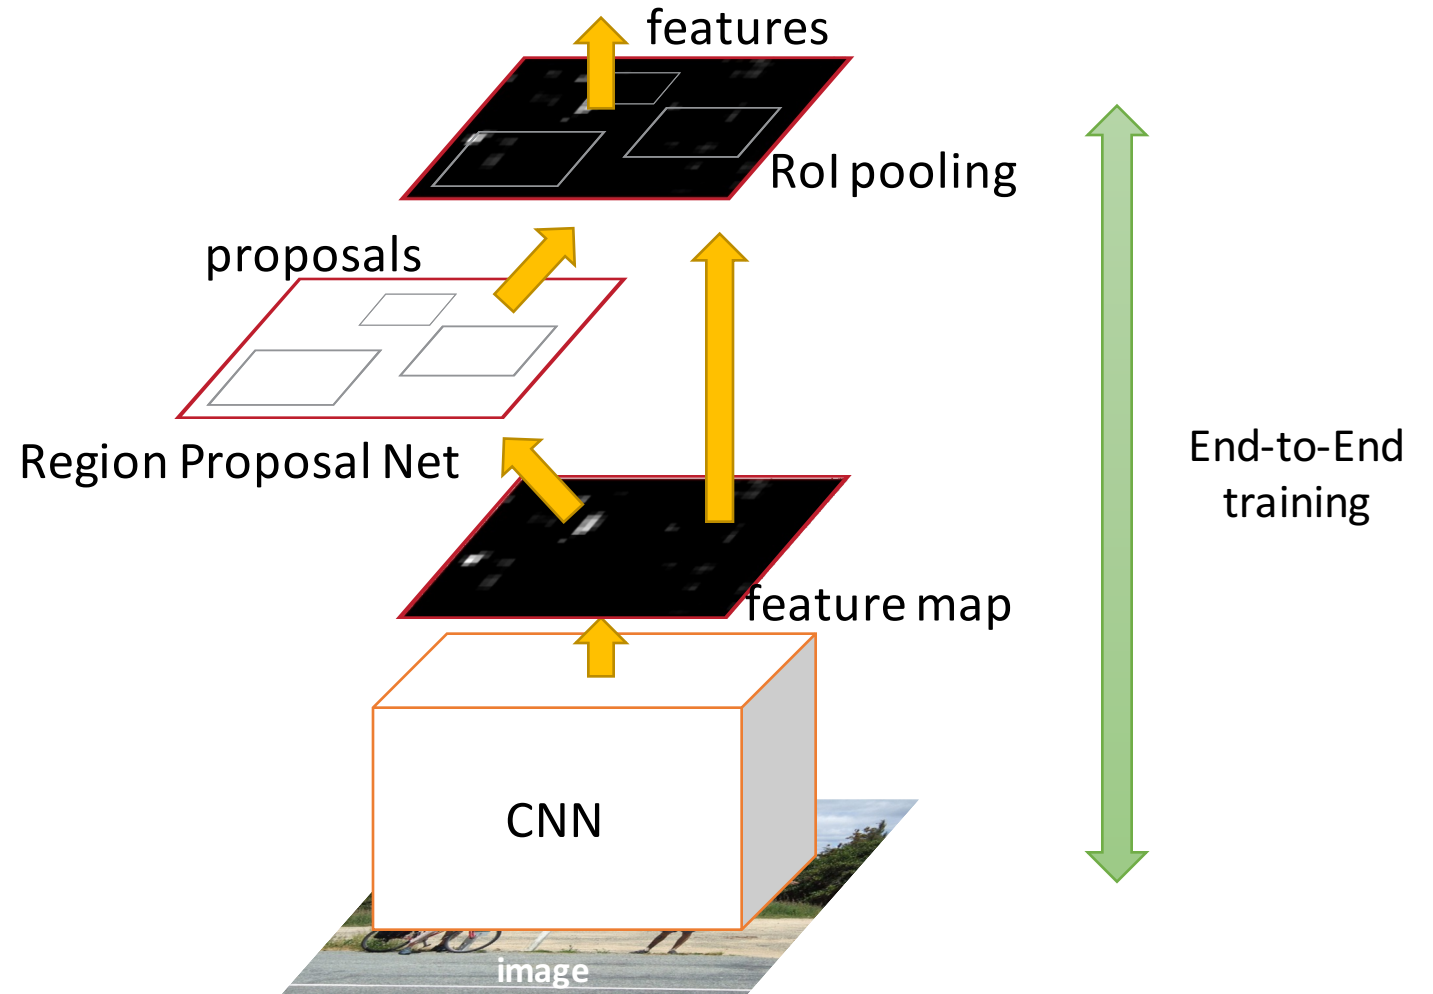 features
RoI pooling
proposals
Region Proposal Net
End-to-End
training
feature map
CNN
image